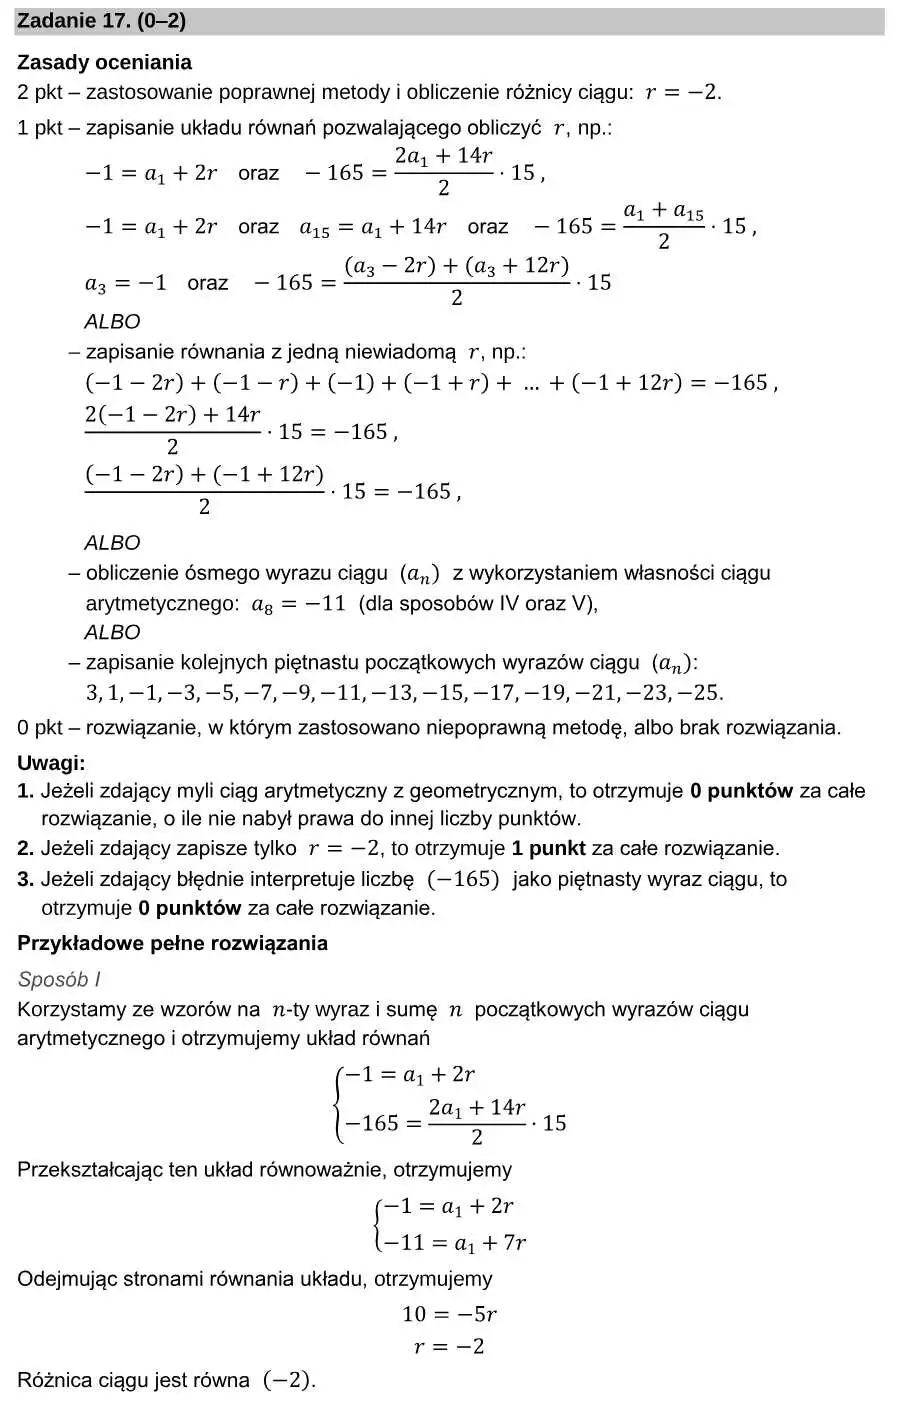 Zadanie 17. (0–2)
Zasady oceniania
2 pkt – zastosowanie poprawnej metody i obliczenie różnicy ciągu: r = −2.
1 pkt – zapisanie układu równań pozwalającego obliczyć r, np.:
−1 = a₁ + 2r oraz − 165 = (2a₁ + 14r)/2 · 15 ,
−1 = a₁ + 2r oraz a₁₅ = a₁ + 14r oraz − 165 = (a₁ + a₁₅)/2 · 15 ,
a₃ = −1 oraz − 165 = ((a₃ − 2r) + (a₃ + 12r))/2 · 15
ALBO
– zapisanie równania z jedną niewiadomą r, np.:
(−1 − 2r) + (−1 − r) + (−1) + (−1 + r) + … + (−1 + 12r) = −165 ,
(2(−1 − 2r) + 14r)/2 · 15 = −165 ,
((−1 − 2r) + (−1 + 12r))/2 · 15 = −165 ,
ALBO
– obliczenie ósmego wyrazu ciągu (aₙ) z wykorzystaniem własności ciągu
arytmetycznego: a₈ = −11 (dla sposobów IV oraz V),
ALBO
– zapisanie kolejnych piętnastu początkowych wyrazów ciągu (aₙ):
3, 1, −1, −3, −5, −7, −9, −11, −13, −15, −17, −19, −21, −23, −25.
0 pkt – rozwiązanie, w którym zastosowano niepoprawną metodę, albo brak rozwiązania.
Uwagi:
1. Jeżeli zdający myli ciąg arytmetyczny z geometrycznym, to otrzymuje 0 punktów za całe
rozwiązanie, o ile nie nabył prawa do innej liczby punktów.
2. Jeżeli zdający zapisze tylko r = −2, to otrzymuje 1 punkt za całe rozwiązanie.
3. Jeżeli zdający błędnie interpretuje liczbę (−165) jako piętnasty wyraz ciągu, to
otrzymuje 0 punktów za całe rozwiązanie.
Przykładowe pełne rozwiązania
Sposób I
Korzystamy ze wzorów na n-ty wyraz i sumę n początkowych wyrazów ciągu
arytmetycznego i otrzymujemy układ równań
{−1 = a₁ + 2r
−165 = (2a₁ + 14r)/2 · 15
Przekształcając ten układ równoważnie, otrzymujemy
{−1 = a₁ + 2r
−11 = a₁ + 7r
Odejmując stronami równania układu, otrzymujemy
10 = −5r
r = −2
Różnica ciągu jest równa (−2).